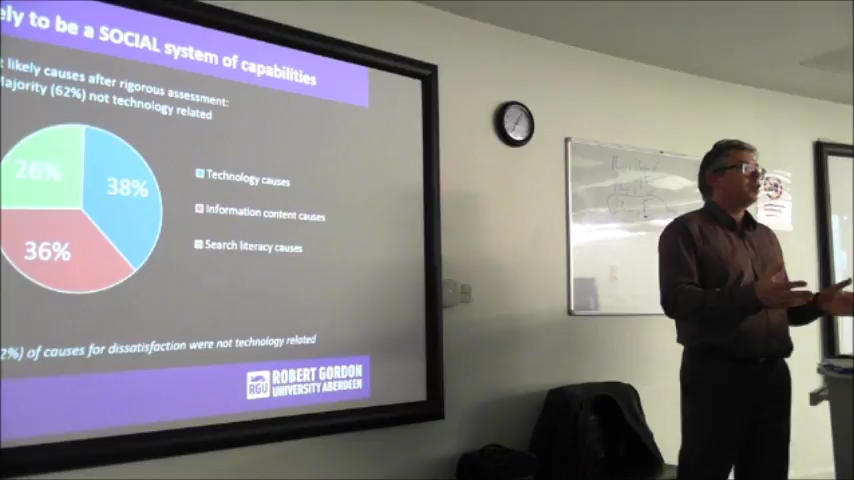 ely to be a SOCIAL system of capabilities
t likely causes after rigorous assessment:
Majority (62%) not technology related
26%
38%
36%
Technology causes
Information content causes
Search literacy causes
2%) of causes for dissatisfaction were not technology related
RGU
ROBERT GORDON
UNIVERSITY ABERDEEN